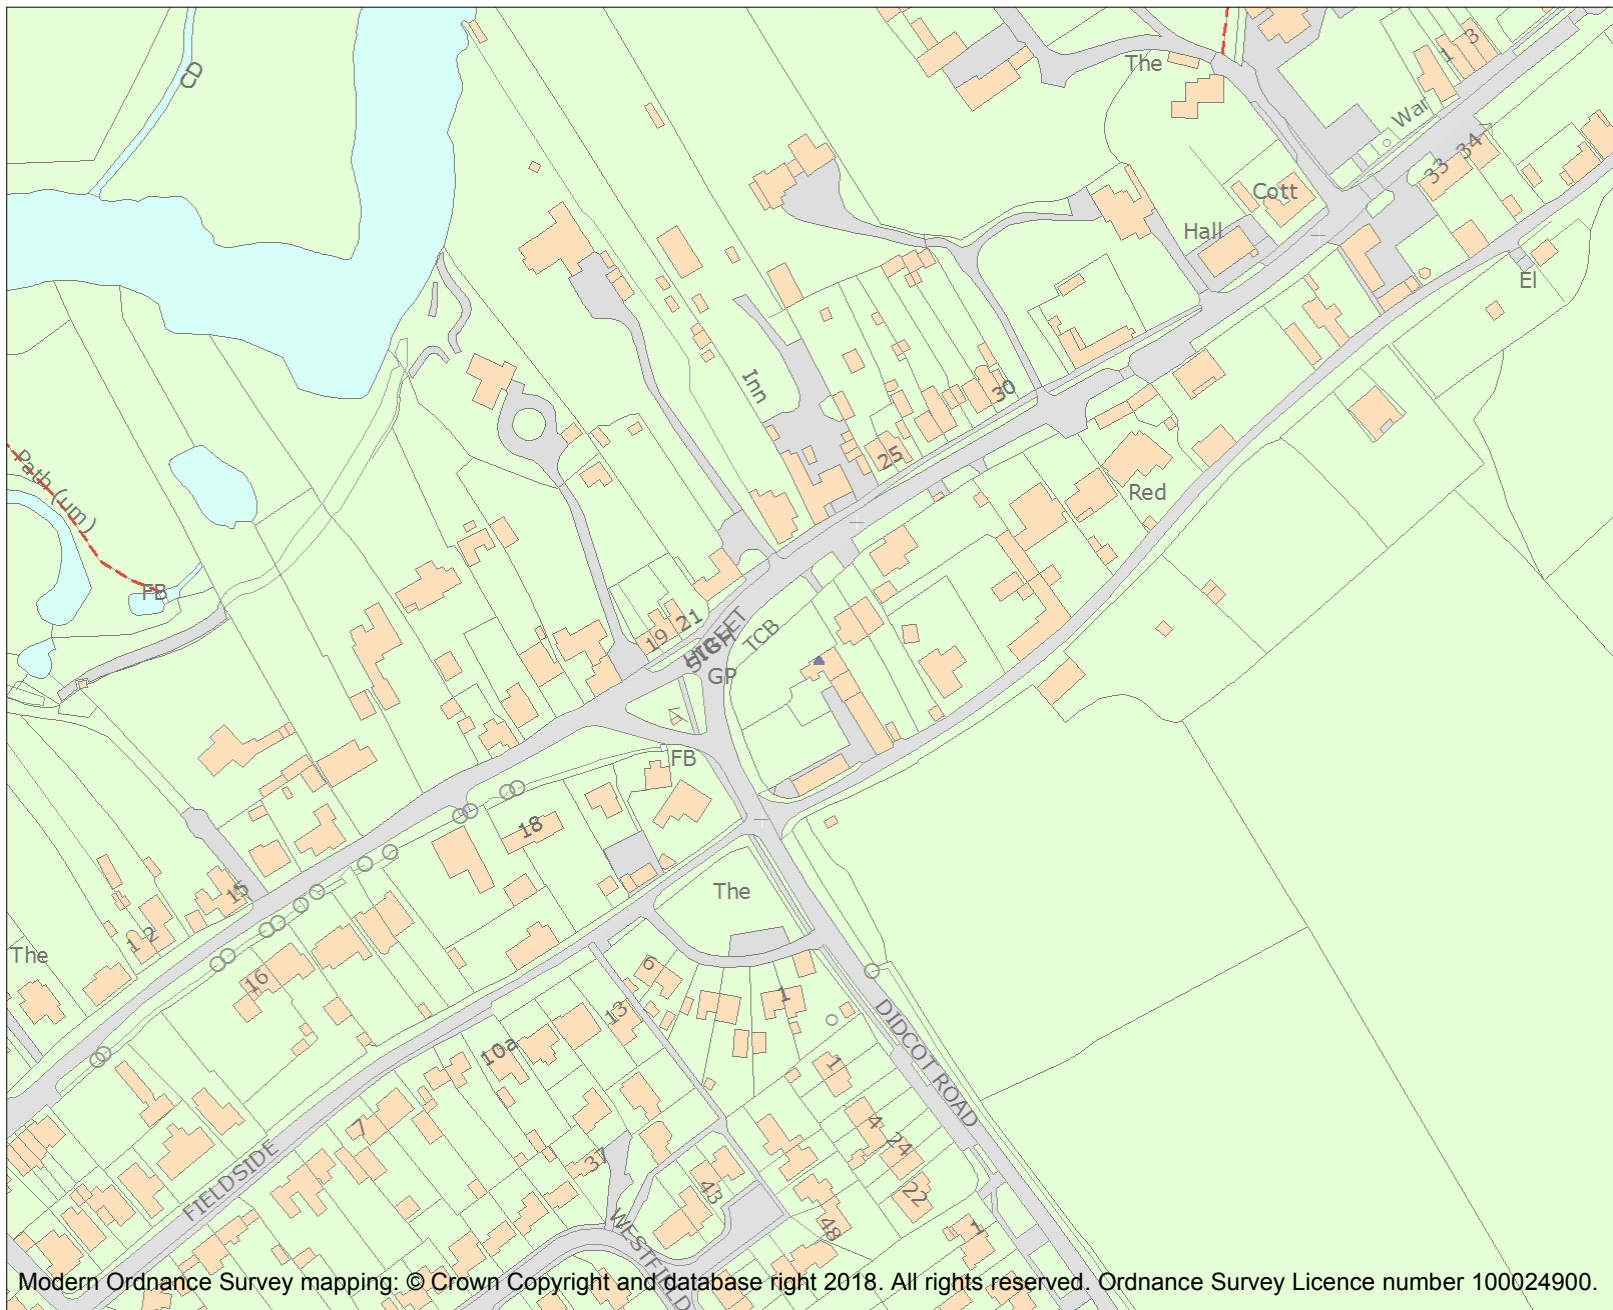 CD
The
1 3
War
33 34
Cott
Hall
El
Inn
30
25
Path (um)
Red
FB
19 21
HIGH
STREET
TCB
GP
FB
18
15
The
1 2
The
16
6
1
13
10a
DIDCOT ROAD
1
4
24
7
37
22
43
FIELDSIDE
48
WESTFIELD
Modern Ordnance Survey mapping: © Crown Copyright and database right 2018. All rights reserved. Ordnance Survey Licence number 100024900.